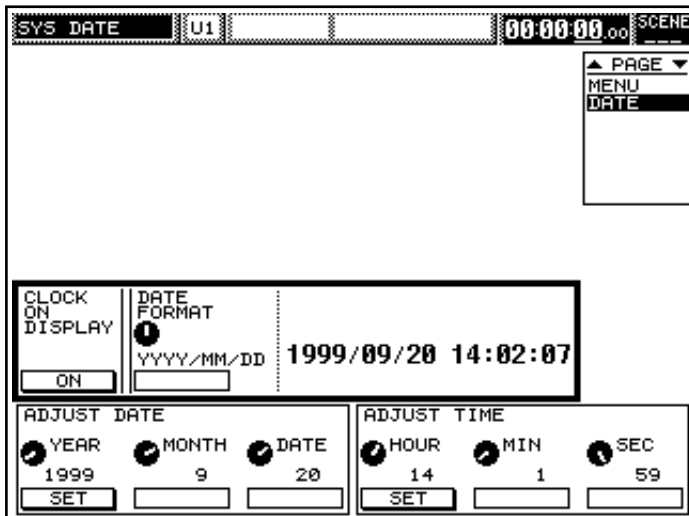 SYS DATE U1 00:00:00.00 SCENE
---
▲ PAGE ▼
MENU
DATE
CLOCK
ON
DISPLAY
ON
DATE
FORMAT
YYYY/MM/DD
1999/09/20 14:02:07
ADJUST DATE
YEAR MONTH DATE
1999 9 20
SET
ADJUST TIME
HOUR MIN SEC
14 1 59
SET